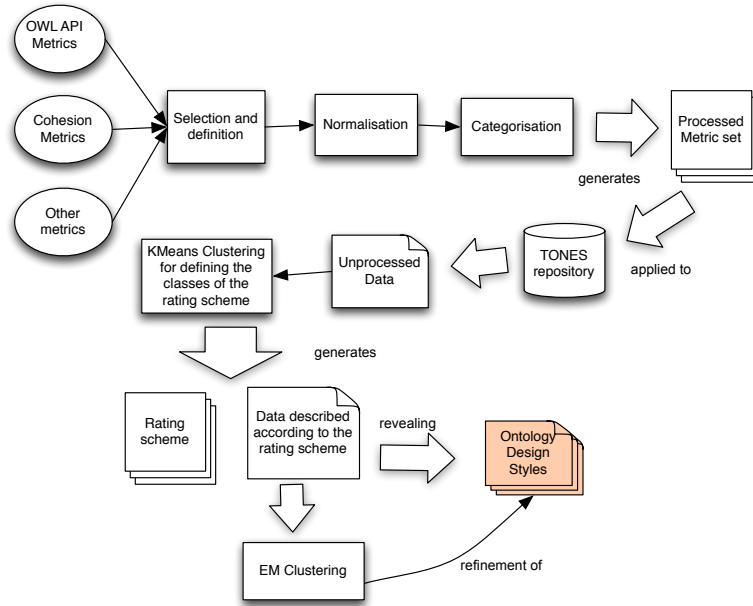 OWL API
Metrics
Cohesion
Metrics
Other
metrics
Selection and
definition
Normalisation
Categorisation
generates
Processed
Metric set
applied to
TONES
repository
Unprocessed
Data
KMeans Clustering
for defining the
classes of the
rating scheme
generates
Rating
scheme
Data described
according to the
rating scheme
revealing
Ontology
Design
Styles
EM Clustering
refinement of